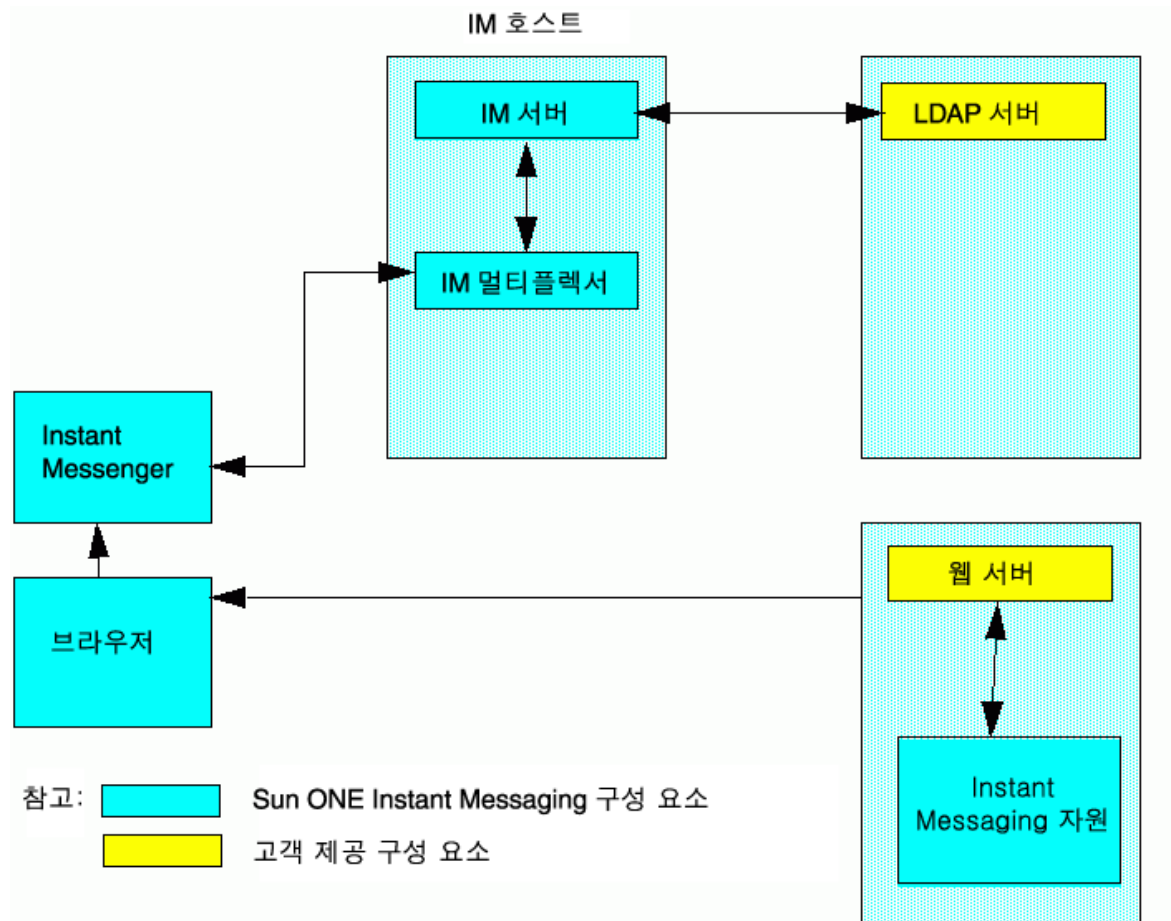 IM 호스트
IM 서버
LDAP 서버
IM 멀티플렉서
Instant
Messenger
웹 서버
브라우저
Instant
Messaging 자원
참고:
Sun ONE Instant Messaging 구성 요소
고객 제공 구성 요소